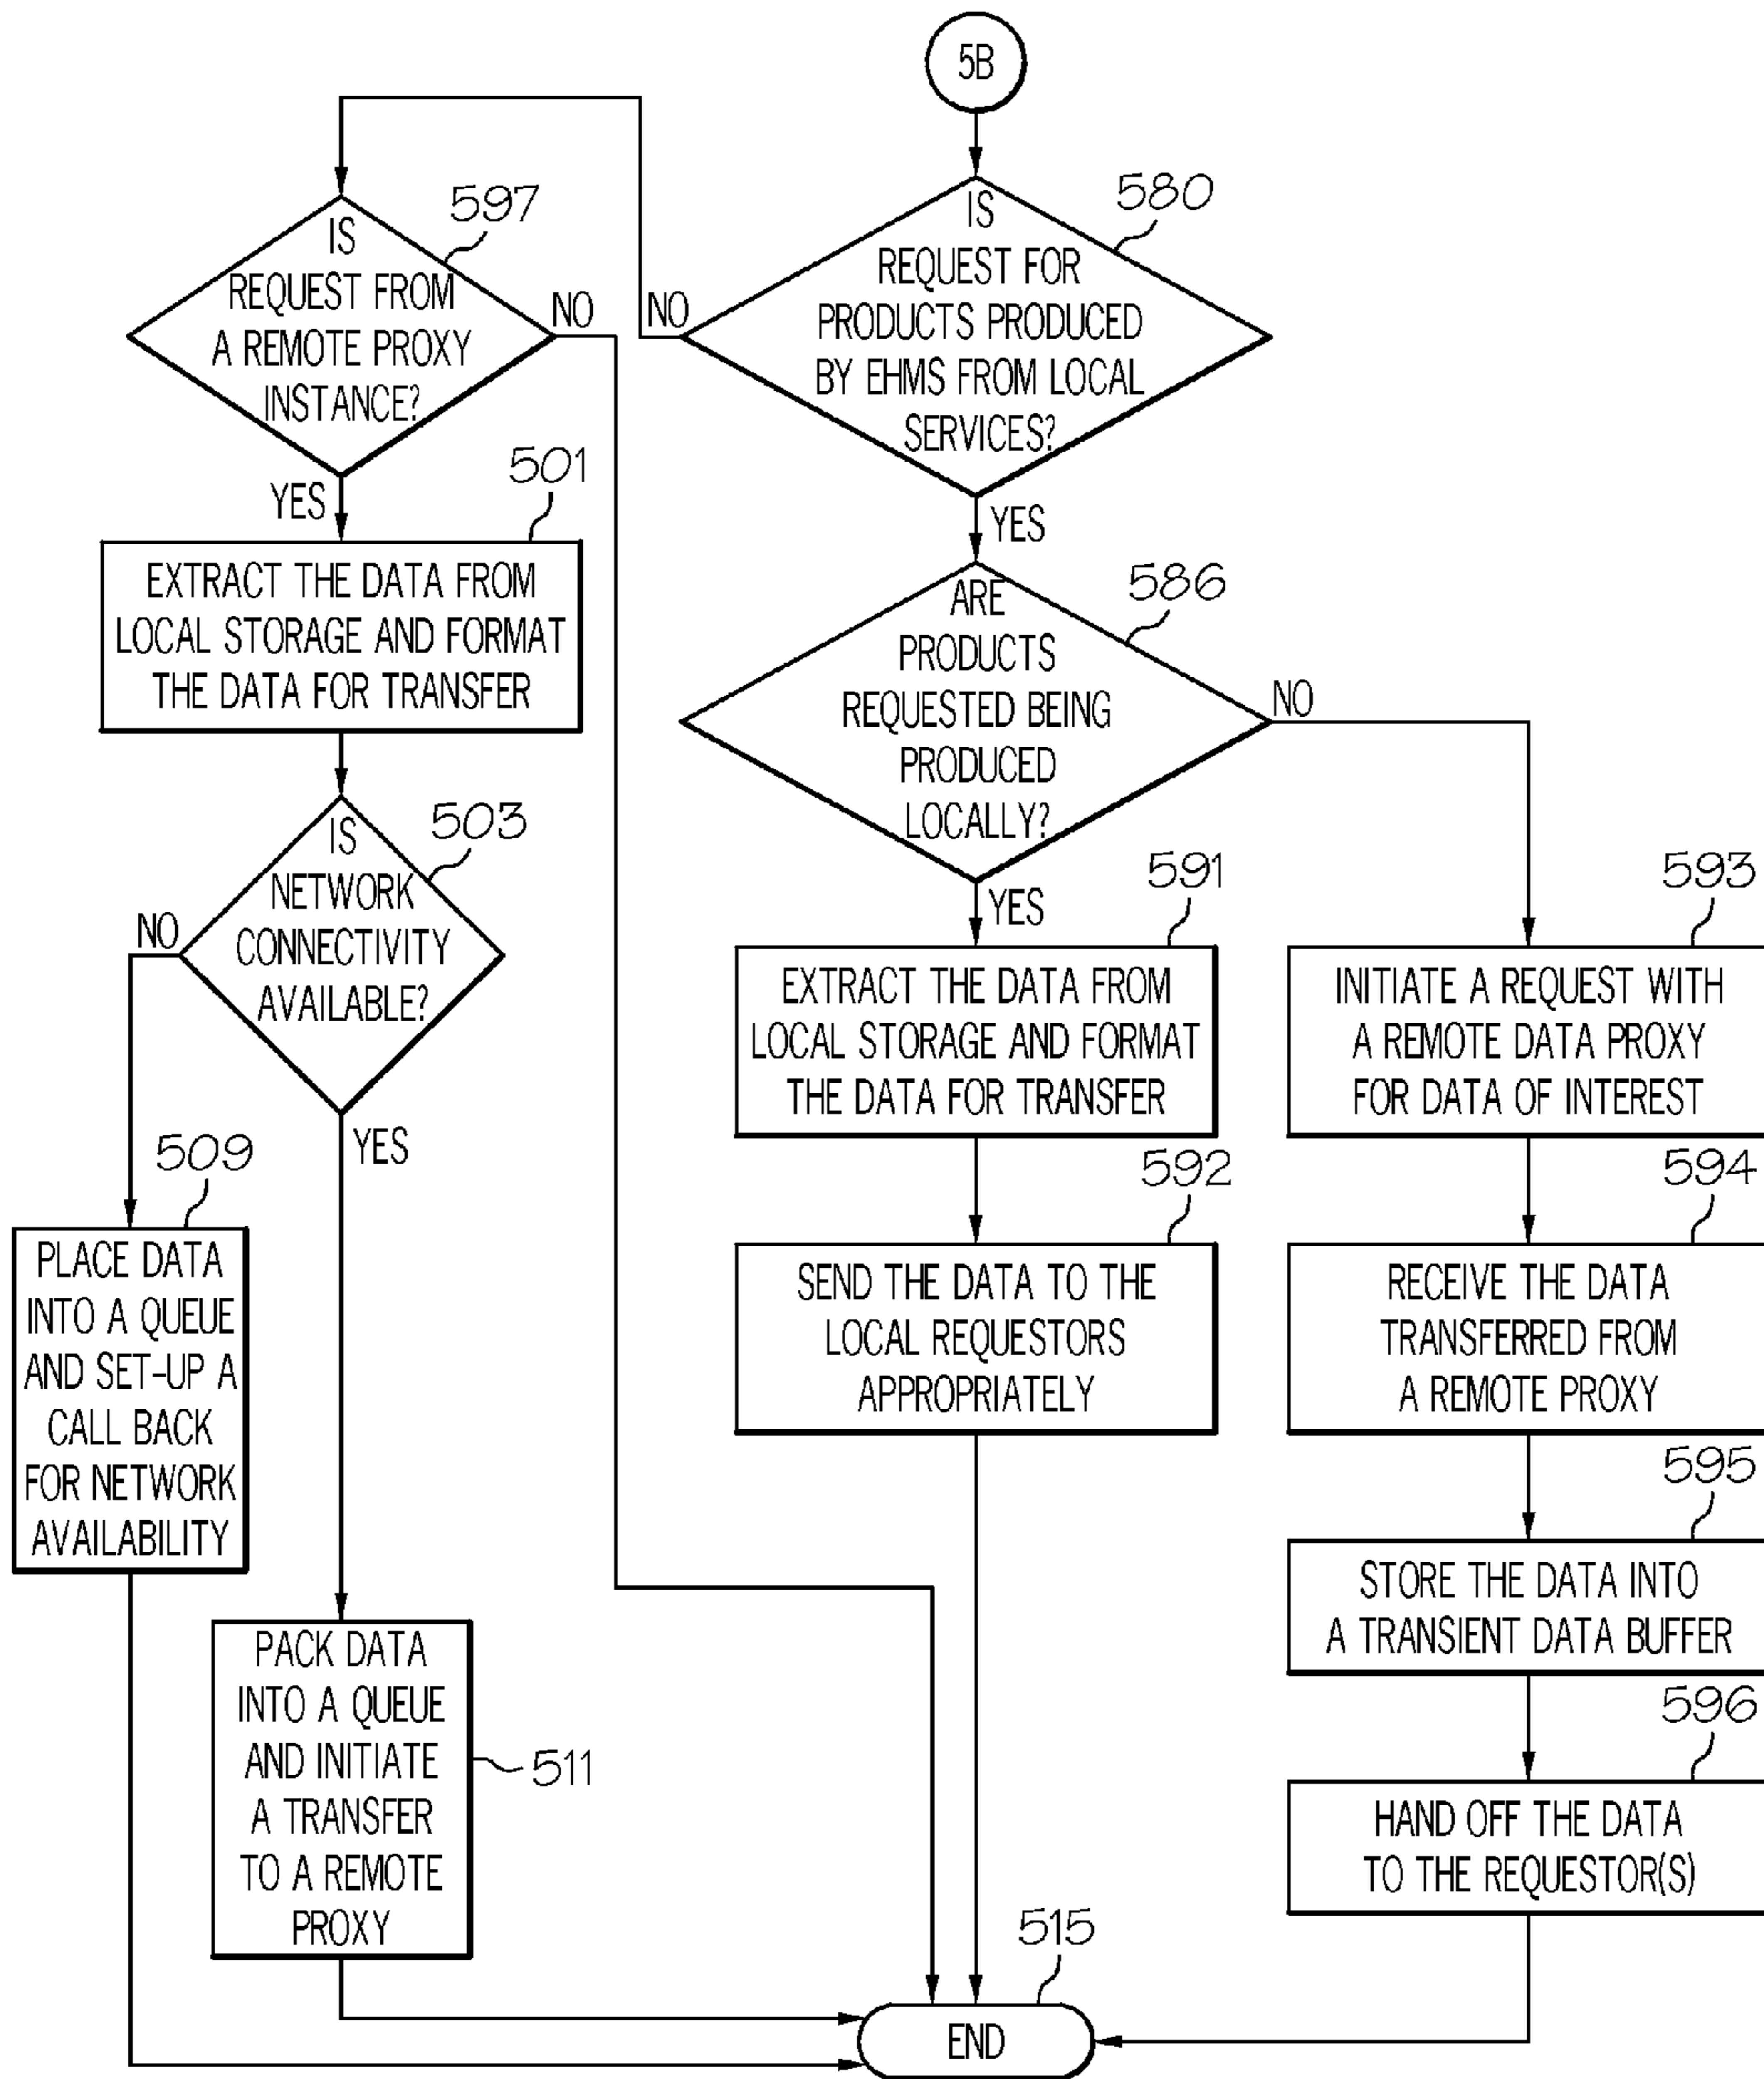 5B
580
IS
REQUEST FOR
PRODUCTS PRODUCED
BY EHMS FROM LOCAL
SERVICES?
NO
YES
597
IS
REQUEST FROM
A REMOTE PROXY
INSTANCE?
NO
YES
501
EXTRACT THE DATA FROM
LOCAL STORAGE AND FORMAT
THE DATA FOR TRANSFER
503
IS
NETWORK
CONNECTIVITY
AVAILABLE?
NO
YES
509
PLACE DATA
INTO A QUEUE
AND SET-UP A
CALL BACK
FOR NETWORK
AVAILABILITY
PACK DATA
INTO A QUEUE
AND INITIATE
A TRANSFER
TO A REMOTE
PROXY
511
586
ARE
PRODUCTS
REQUESTED BEING
PRODUCED
LOCALLY?
NO
YES
591
EXTRACT THE DATA FROM
LOCAL STORAGE AND FORMAT
THE DATA FOR TRANSFER
592
SEND THE DATA TO THE
LOCAL REQUESTORS
APPROPRIATELY
593
INITIATE A REQUEST WITH
A REMOTE DATA PROXY
FOR DATA OF INTEREST
594
RECEIVE THE DATA
TRANSFERRED FROM
A REMOTE PROXY
595
STORE THE DATA INTO
A TRANSIENT DATA BUFFER
596
HAND OFF THE DATA
TO THE REQUESTOR(S)
515
END